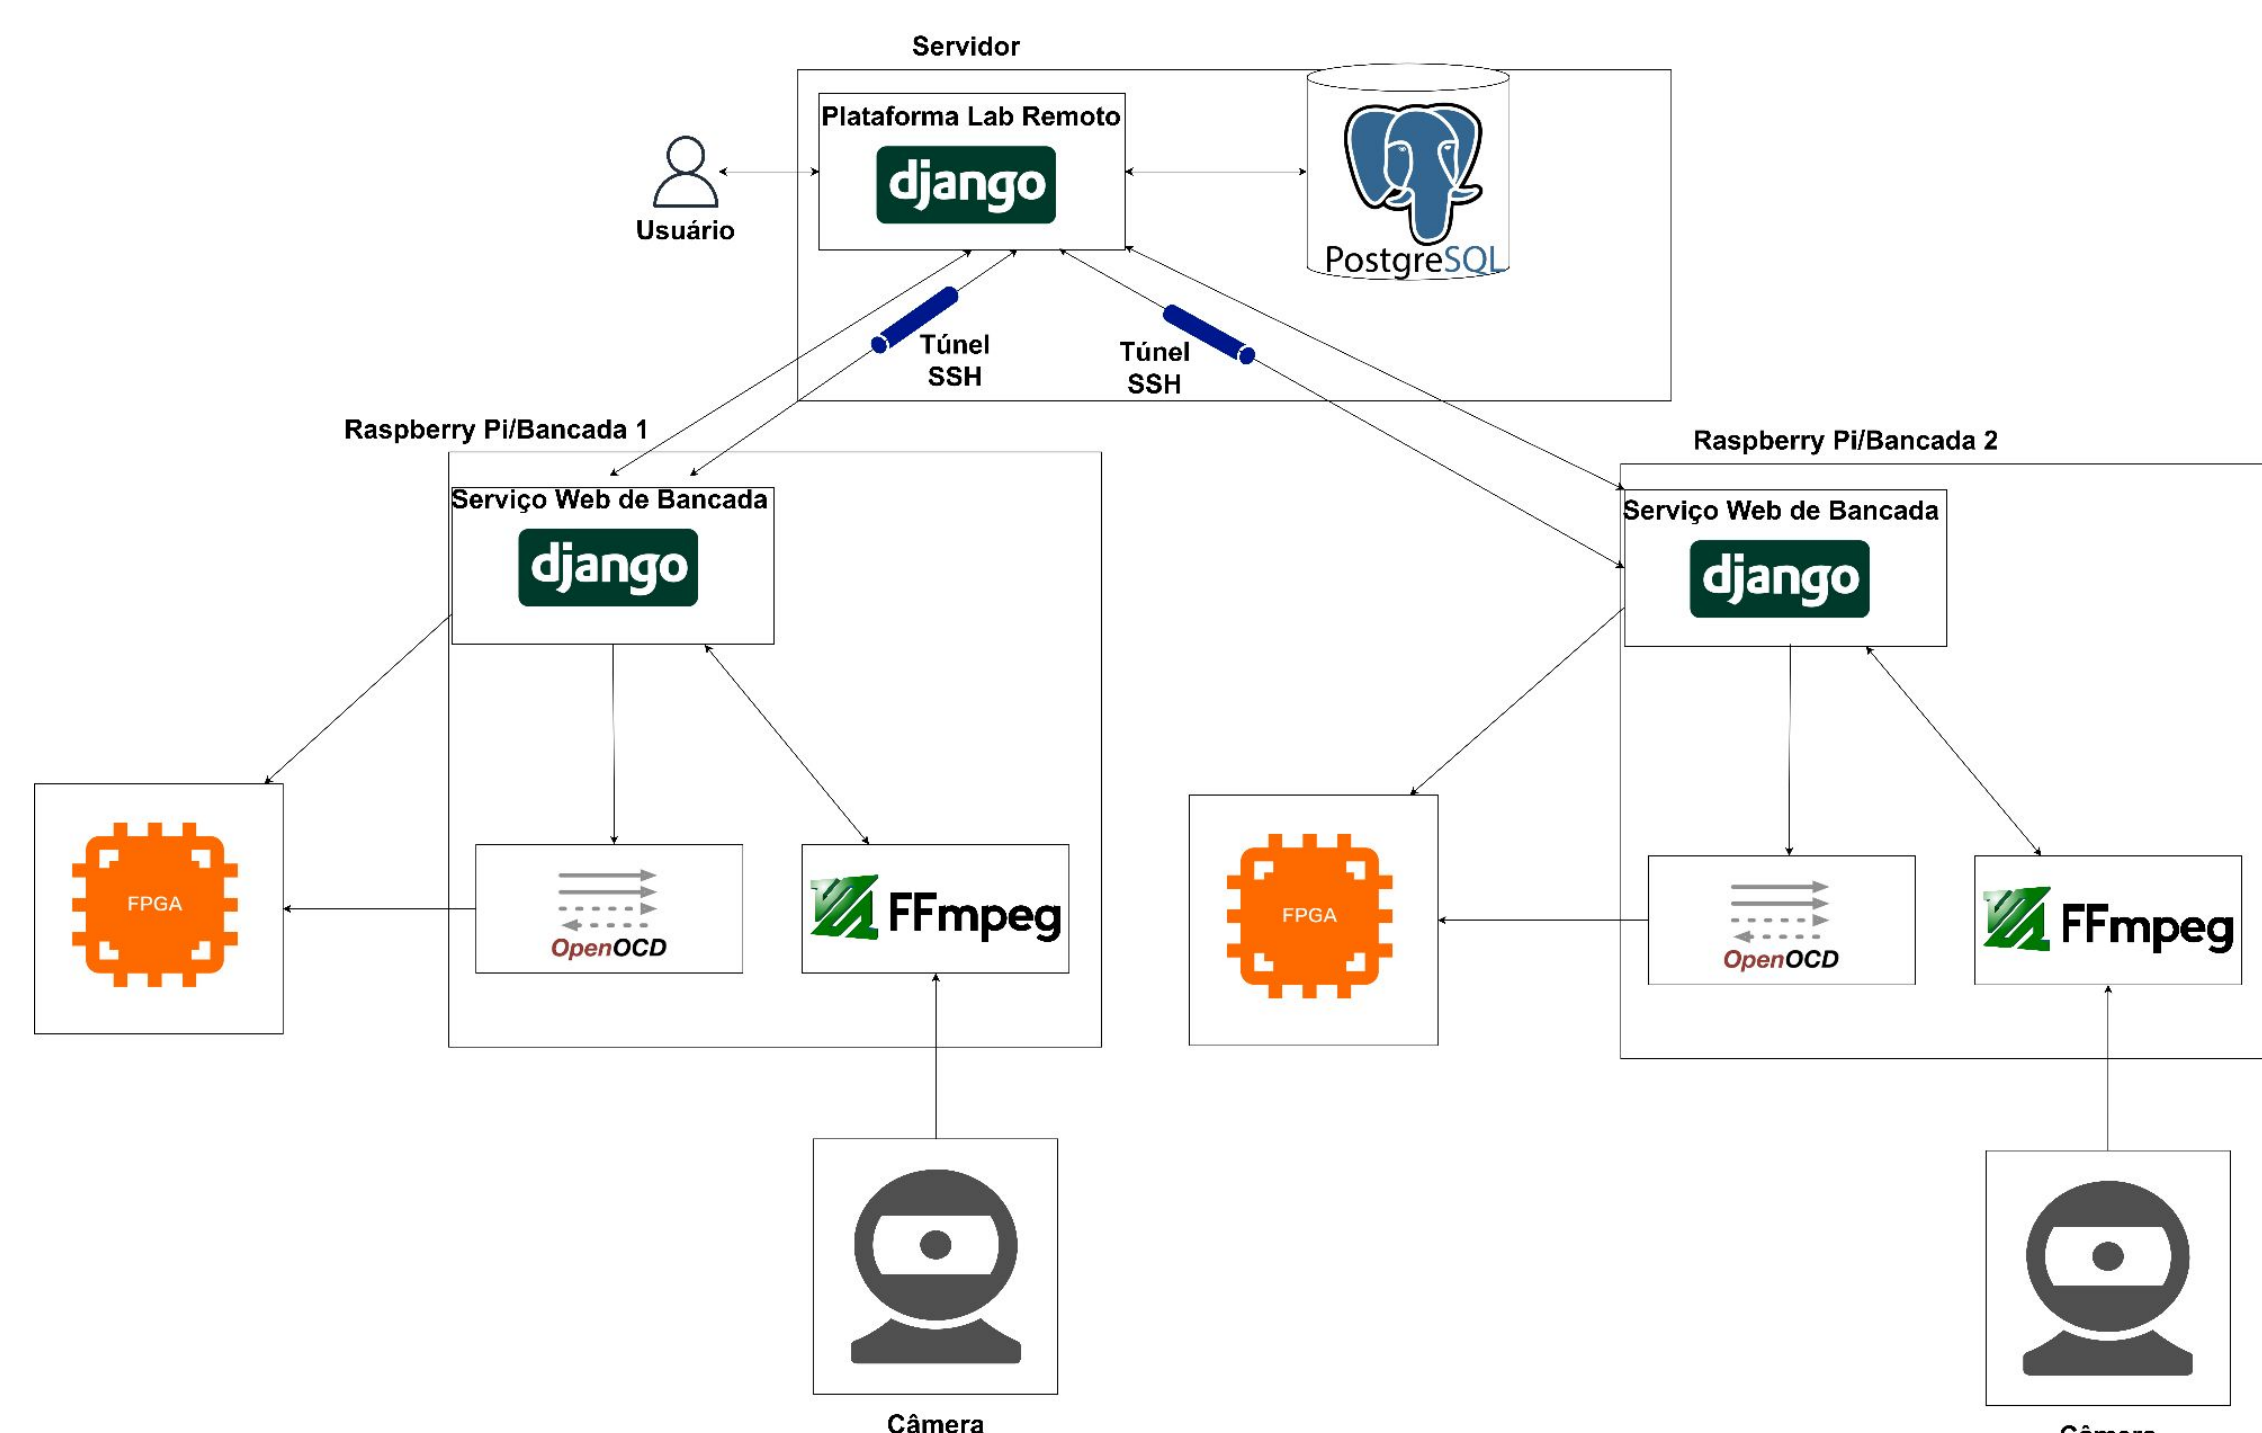 Servidor
Plataforma Lab Remoto
django
Usuário
PostgreSQL
Túnel
SSH
Túnel
SSH
Raspberry Pi/Bancada 1
Raspberry Pi/Bancada 2
Serviço Web de Bancada
django
Serviço Web de Bancada
django
FPGA
OpenOCD
FFmpeg
FPGA
OpenOCD
FFmpeg
Câmera
Câmera